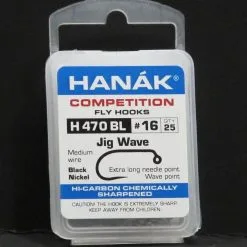 HANÁK®
COMPETITION
FLY HOOKS
H 470 BL # 16 QTY 25
Jig Wave
Medium wire
Black Nickel
Extra long needle point
Wave point
HI-CARBON CHEMICALLY
SHARPENED
CAUTION! THE HOOK IS EXTREMELY SHARP
KEEP AWAY FROM CHILDREN!